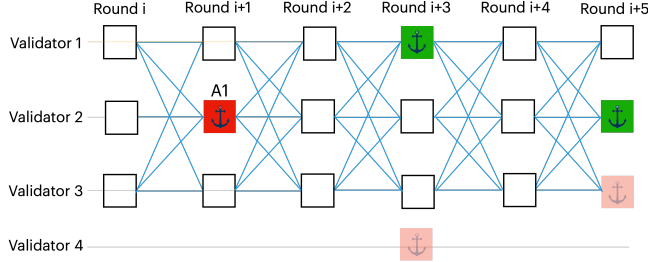 Round i Round i+1 Round i+2 Round i+3 Round i+4 Round i+5
Validator 1
A1
Validator 2
Validator 3
Validator 4